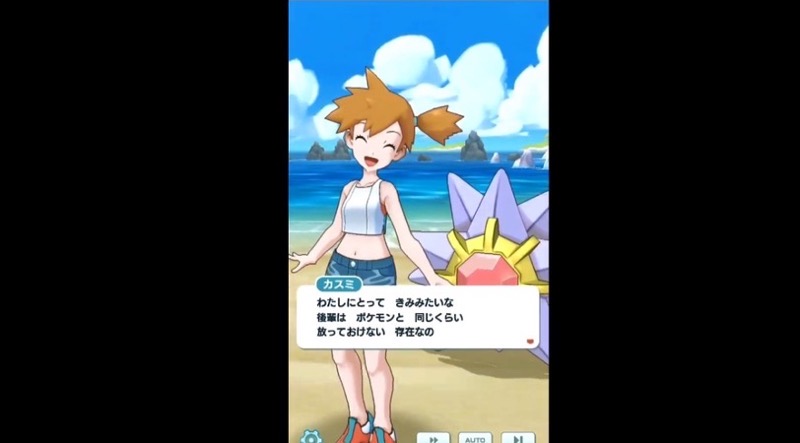 カスミ
わたしにとって きみみたいな
後輩は ポケモンと 同じくらい
放っておけない 存在なの
AUTO